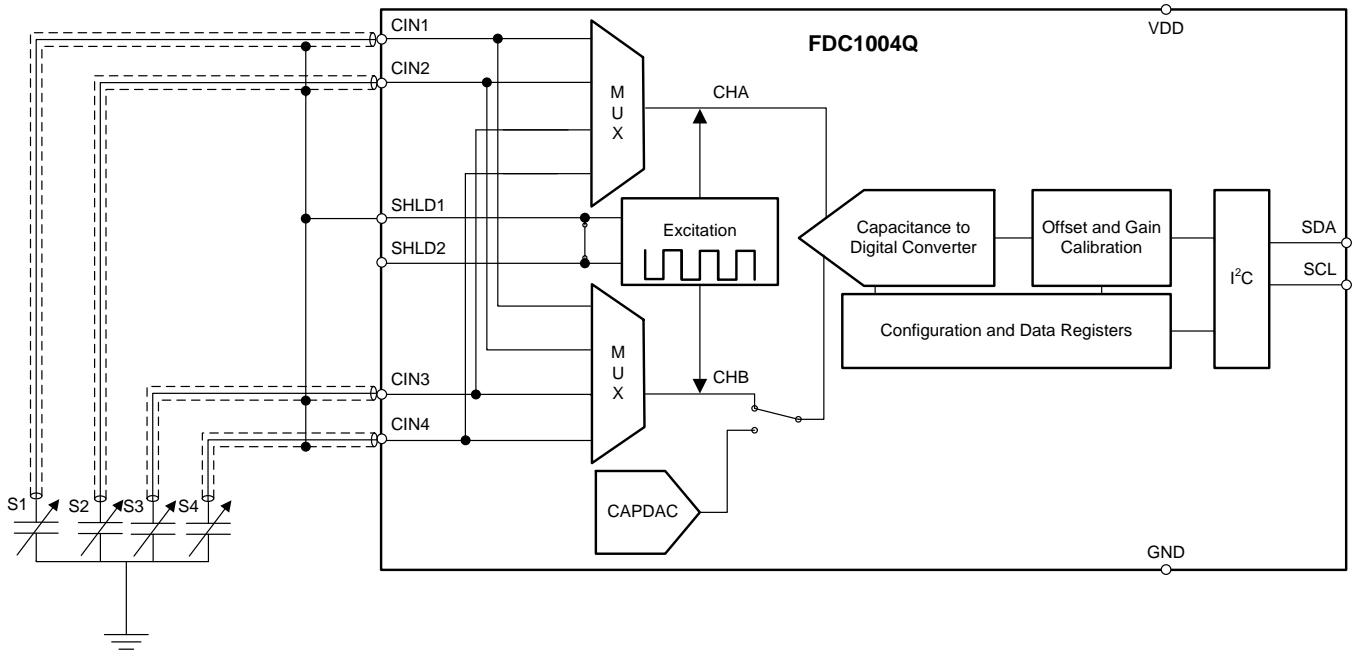 CIN1
FDC1004Q
VDD
CIN2
M
U
X
CHA
SHLD1
Excitation
Capacitance to
Digital Converter
Offset and Gain
Calibration
I²C
SDA
SHLD2
SCL
Configuration and Data Registers
M
U
X
CIN3
CHB
CIN4
CAPDAC
S1
S2
S3
S4
GND